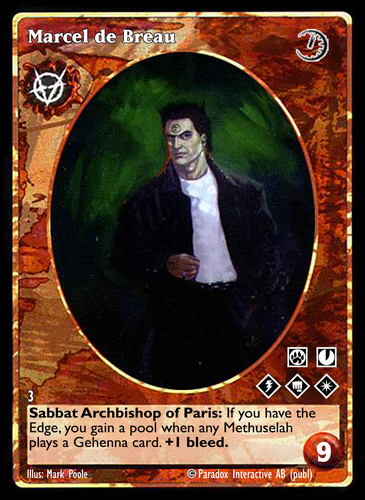 Marcel de Breau
3
Sabbat Archbishop of Paris: If you have the
Edge, you gain a pool when any Methuselah
plays a Gehenna card. +1 bleed.
9
Illus: Mark Poole
© Paradox Interactive AB (publ)